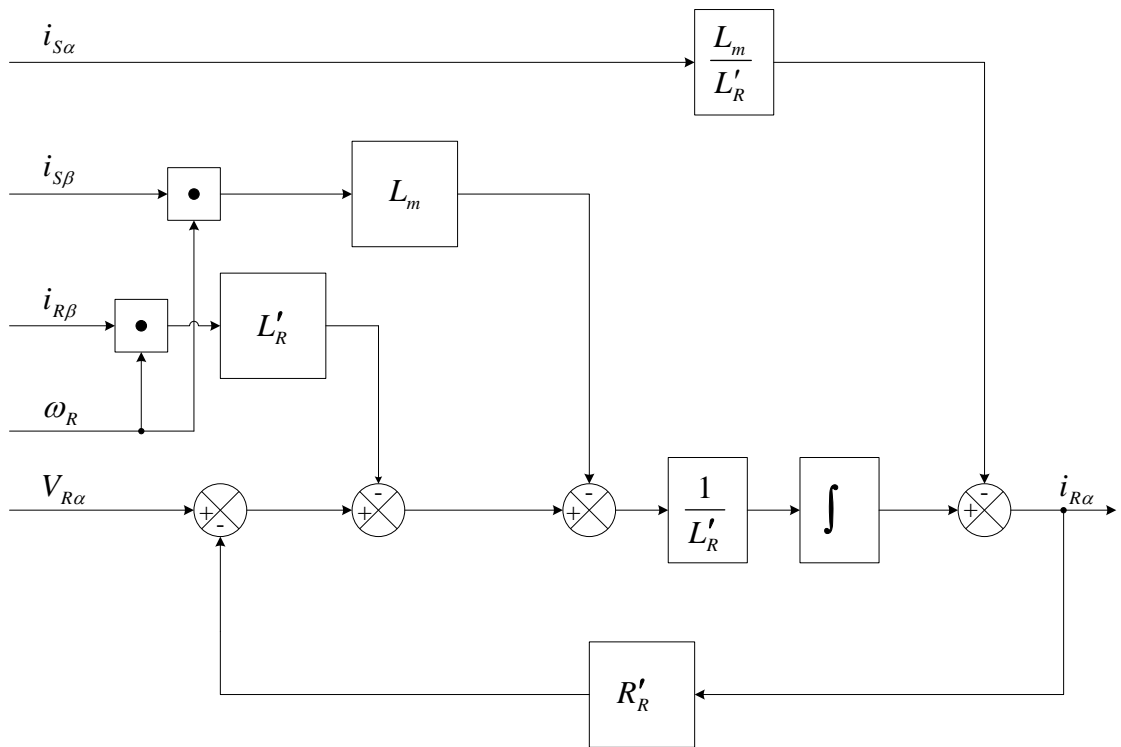 i_{Sα}
L_m / L'_R
i_{Sβ}
L_m
i_{Rβ}
L'_R
ω_R
V_{Rα}
+
-
-
+
-
+
1 / L'_R
∫
-
+
i_{Rα}
R'_R